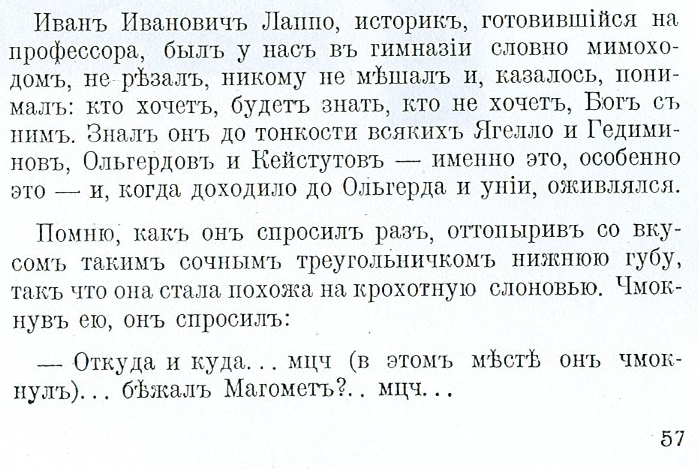 Иванъ Ивановичъ Лаппо, историкъ, готовившійся на
профессора, былъ у насъ въ гимназіи словно мимохо-
домъ, не рѣзалъ, никому не мѣшалъ и, казалось, пони-
малъ: кто хочетъ, будетъ знать, кто не хочетъ, Богъ съ
нимъ. Зналъ онъ до тонкости всякихъ Ягелло и Гедими-
новъ, Ольгердовъ и Кейстутовъ — именно это, особенно
это — и, когда доходило до Ольгерда и уніи, оживлялся.
Помню, какъ онъ спросилъ разъ, оттопыривъ со вку-
сомъ такимъ сочнымъ треугольничкомъ нижнюю губу,
такъ что она стала похожа на крохотную слоновью. Чмок-
нувъ ею, онъ спросилъ:
— Откуда и куда... мцч (в этомъ мѣстѣ онъ чмок-
нулъ)... бѣжалъ Магометъ?.. мцч...
57